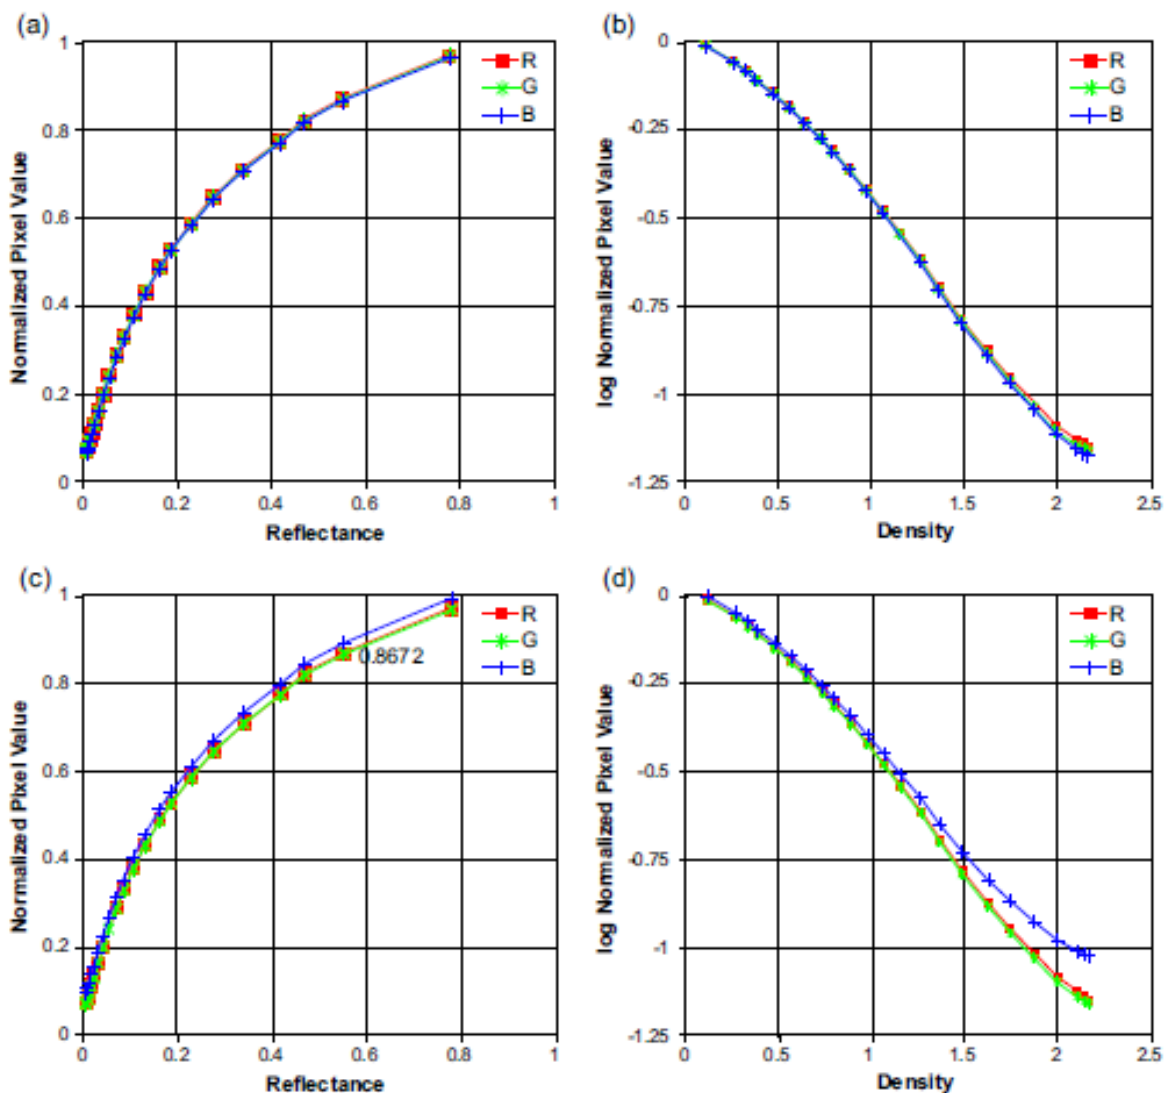 (a)
Normalized Pixel Value
1
0.8
0.6
0.4
0.2
0
0
0.2
0.4
0.6
0.8
1
Reflectance
R
G
B
(b)
log Normalized Pixel Value
0
-0.25
-0.5
-0.75
-1
-1.25
0
0.5
1
1.5
2
2.5
Density
R
G
B
(c)
Normalized Pixel Value
1
0.8
0.6
0.4
0.2
0
0
0.2
0.4
0.6
0.8
1
Reflectance
R
G
B
0.8672
(d)
log Normalized Pixel Value
0
-0.25
-0.5
-0.75
-1
-1.25
0
0.5
1
1.5
2
2.5
Density
R
G
B